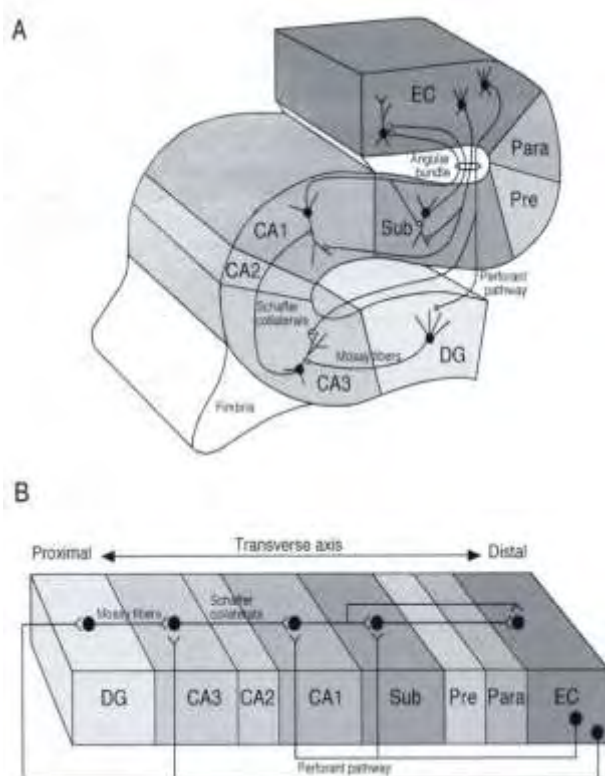 A
EC
Angular
bundle
Para
Pre
CA1
Sub
CA2
Perforant
pathway
Schaffer
collaterals
DG
Mossy fibers
CA3
Fimbria
B
Proximal Transverse axis Distal
Mossy fibers
Schaffer
collaterals
DG CA3 CA2 CA1 Sub Pre Para EC
Perforant pathway